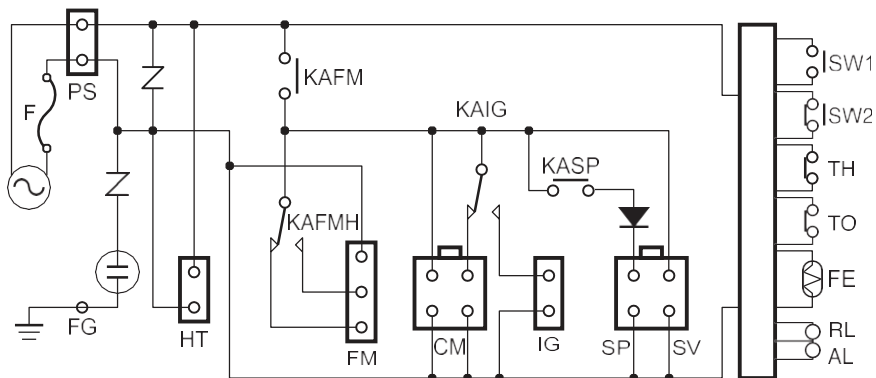 KAFM
SW1
PS
F
KAIG
SW2
KASP
TH
KAFMH
TO
FE
FG
HT
FM
CM
IG
SP
SV
RL
AL